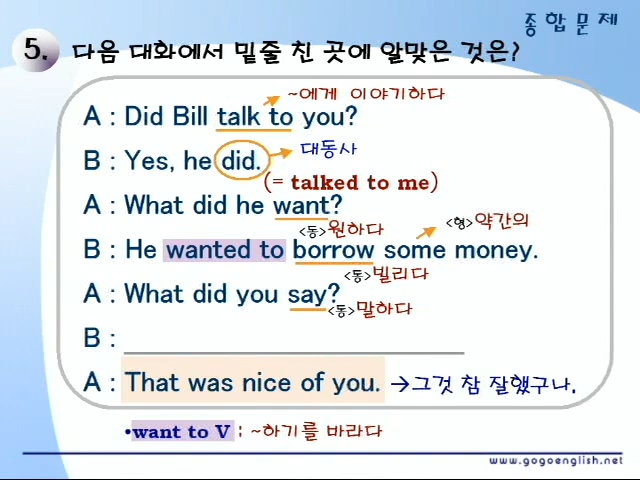 종합문제
5. 다음 대화에서 밑줄 친 곳에 알맞은 것은?
~에게 이야기하다
A : Did Bill talk to you?
B : Yes, he did. → 대동사
(= talked to me)
A : What did he want?
<동>원하다
<형>약간의
B : He wanted to borrow some money.
<동>빌리다
A : What did you say?
<동>말하다
B : ____________________
A : That was nice of you. →그것 참 잘했구나.
•want to V : ~하기를 바라다
www.gogoenglish.net